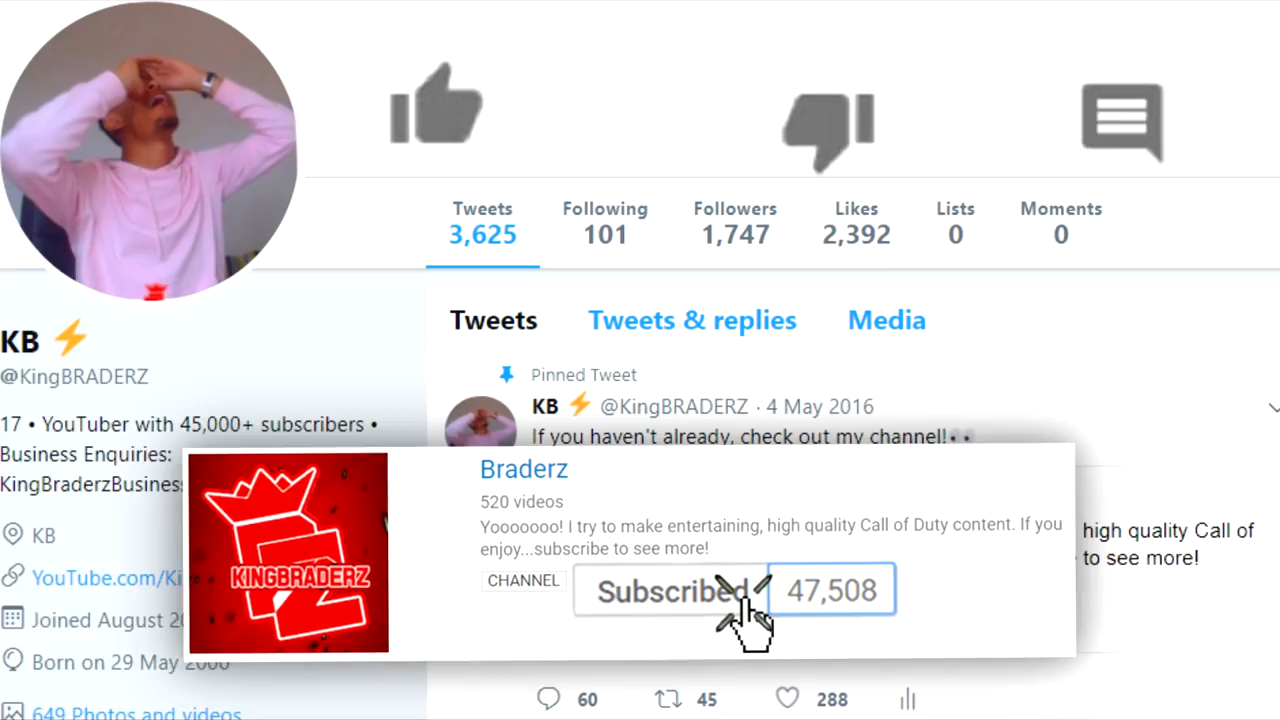 Tweets Following Followers Likes Lists Moments
3,625 101 1,747 2,392 0 0
KB ⚡
@KingBRADERZ
17 • YouTuber with 45,000+ subscribers •
Business Enquiries:
KingBraderzBusiness
KB
YouTube.com/Ki
Joined August 20
Born on 29 May 2000
649 Photos and videos
Tweets Tweets & replies Media
Pinned Tweet
KB ⚡ @KingBRADERZ · 4 May 2016
If you haven't already, check out my channel!👀
KINGBRADERZ
Braderz
520 videos
Yooooooo! I try to make entertaining, high quality Call of Duty content. If you
enjoy...subscribe to see more!
CHANNEL
Subscribed 47,508
high quality Call of
to see more!
60 45 288